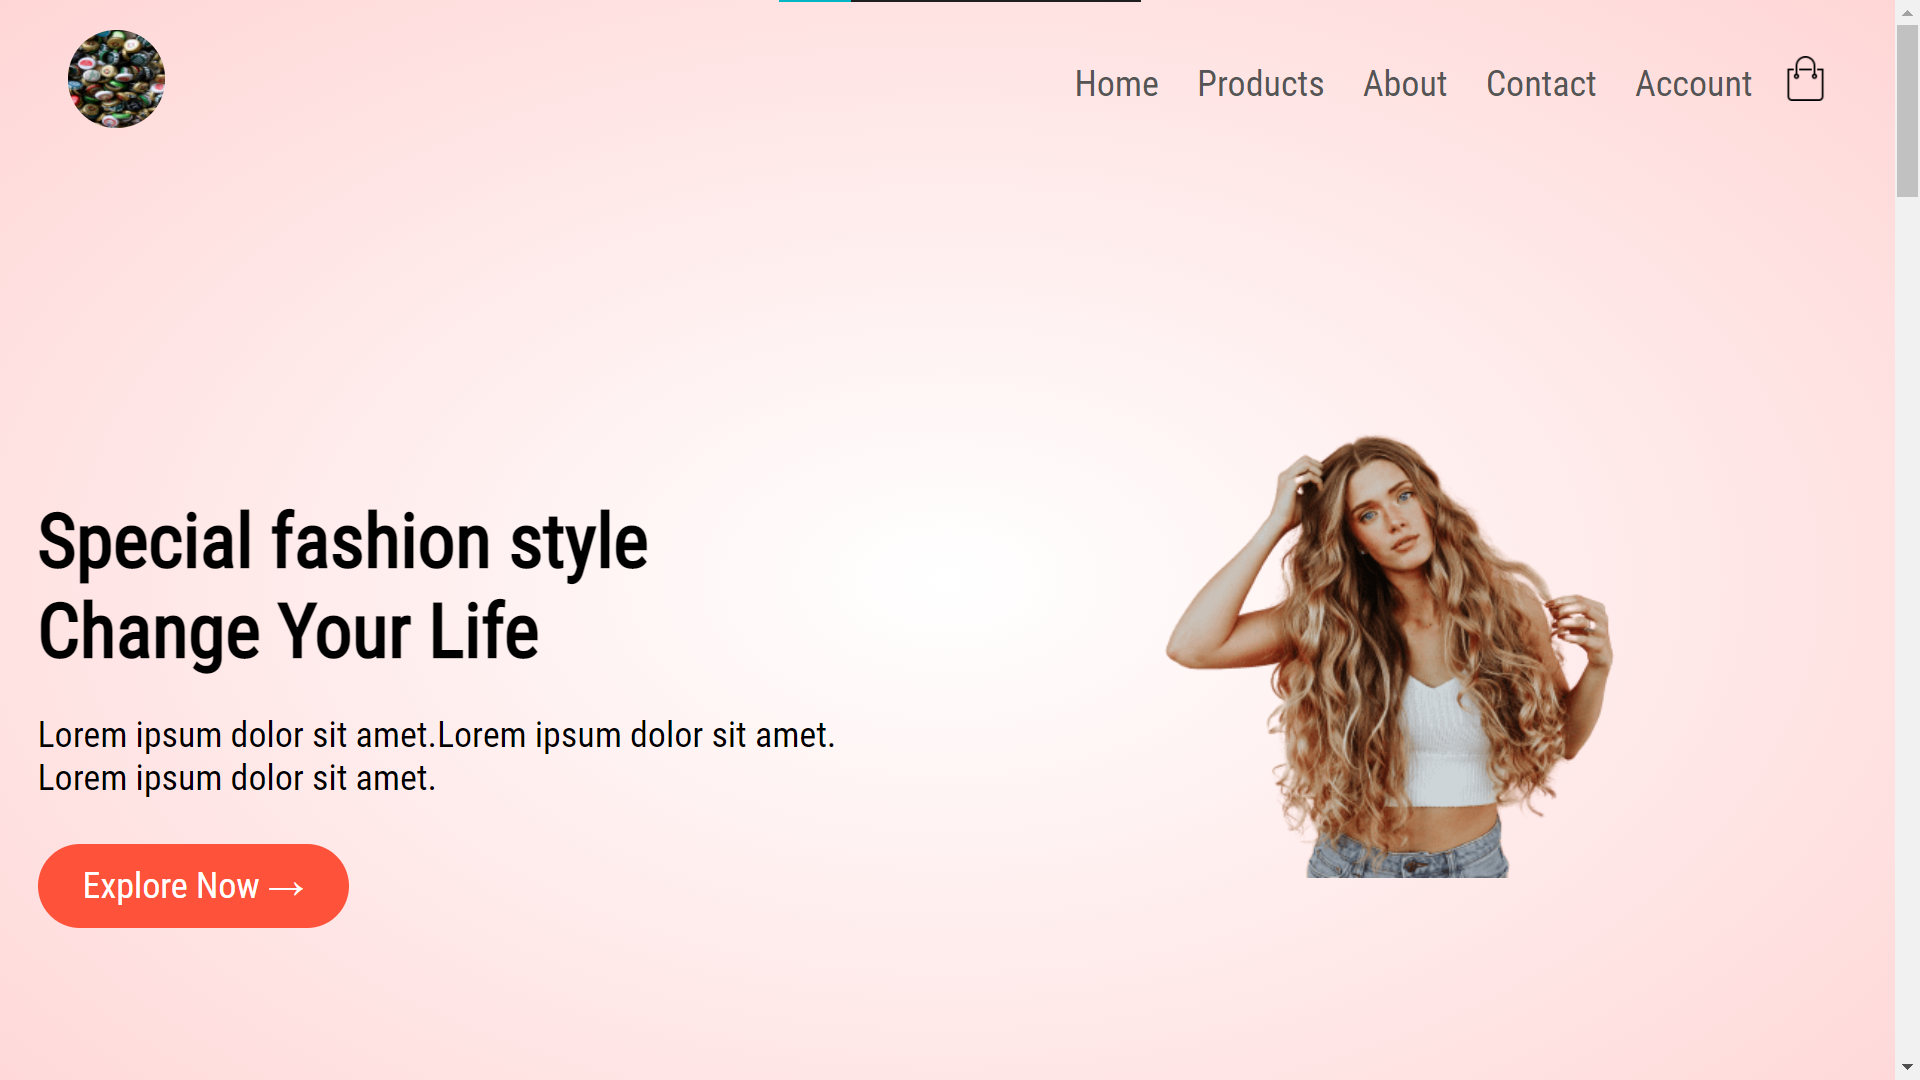 Home Products About Contact Account
Special fashion style
Change Your Life
Lorem ipsum dolor sit amet.Lorem ipsum dolor sit amet.
Lorem ipsum dolor sit amet.
Explore Now →